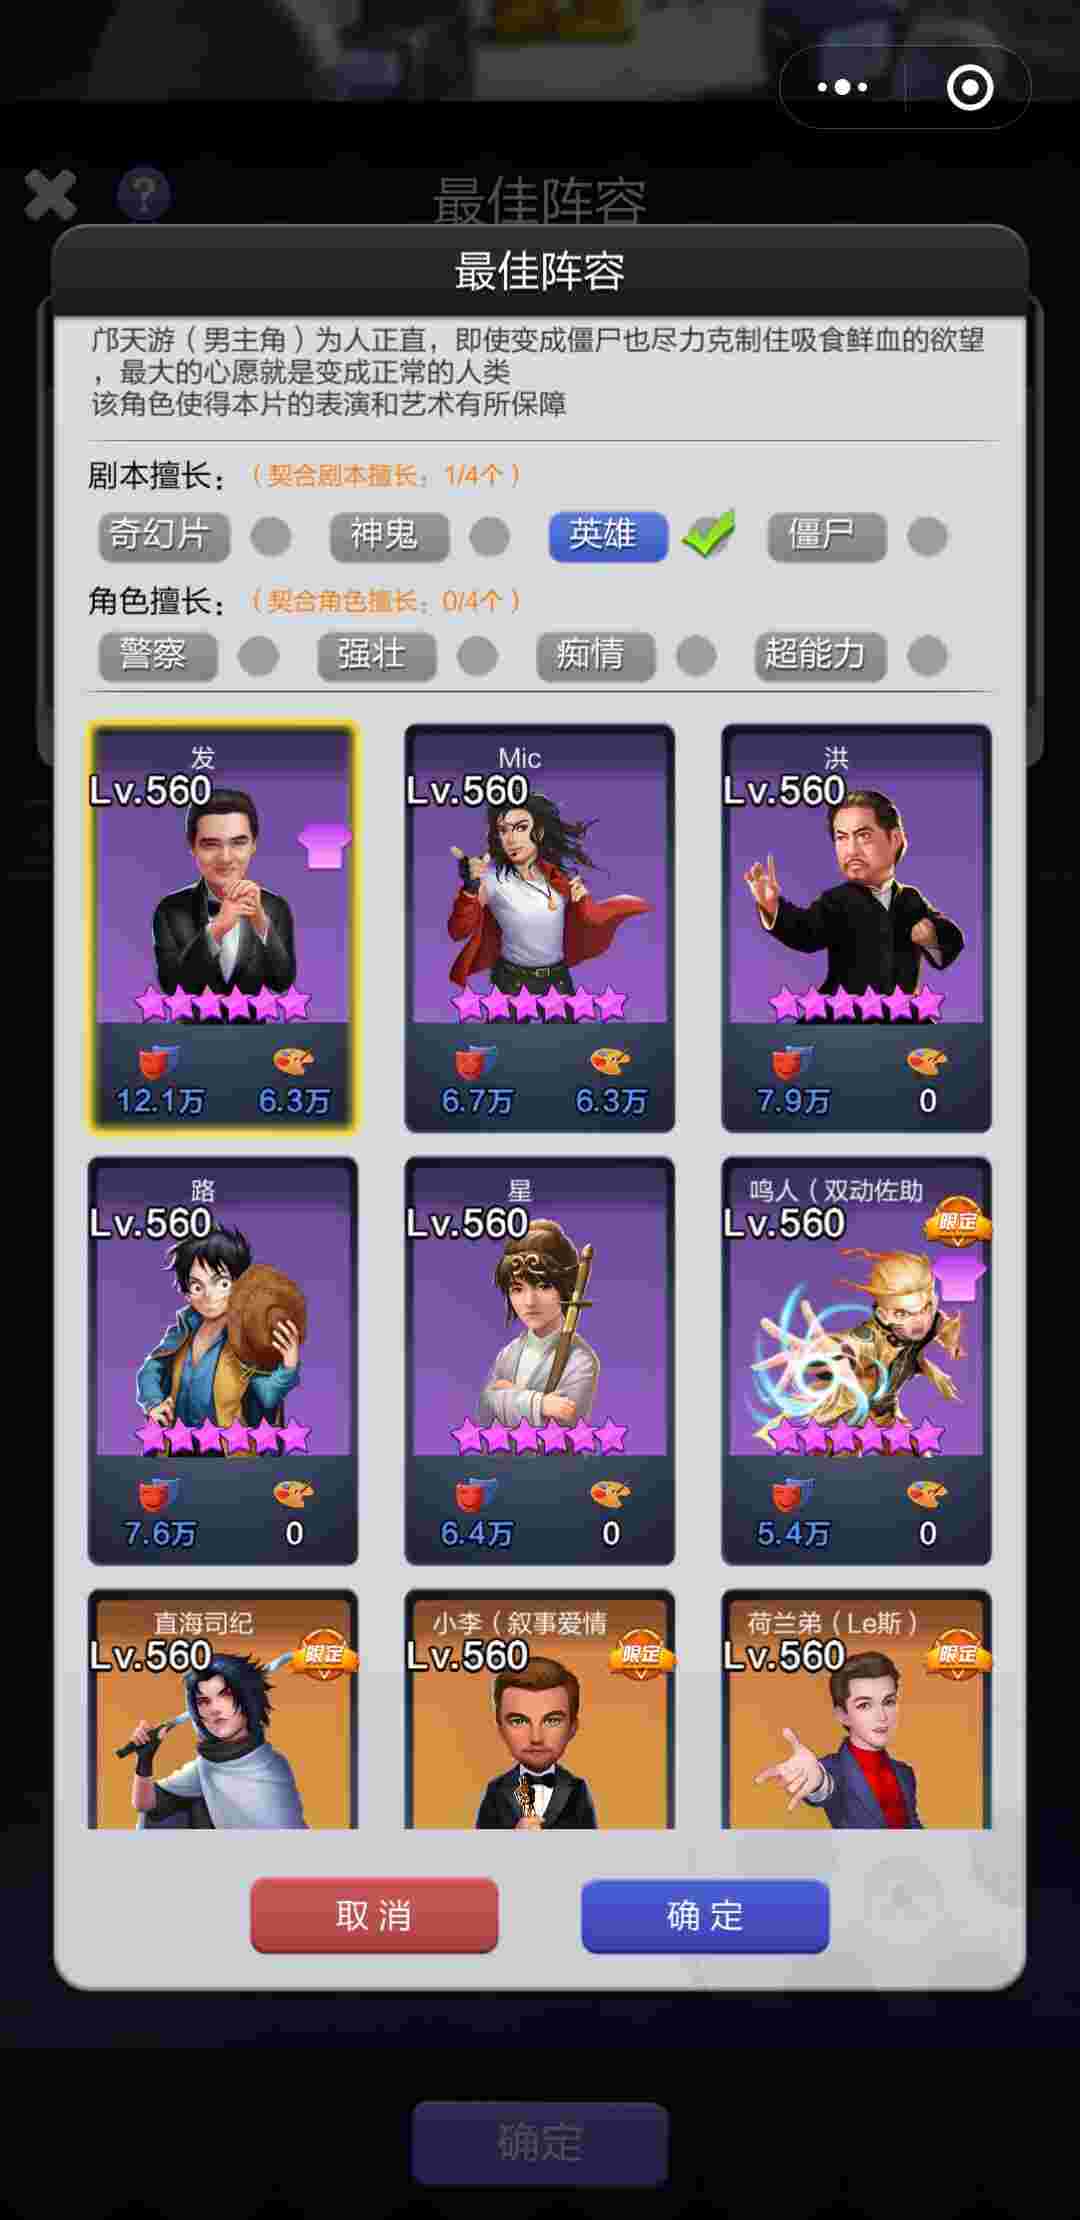 最佳阵容
最佳阵容
邝天游（男主角）为人正直，即使变成僵尸也尽力克制住吸食鲜血的欲望
，最大的心愿就是变成正常的人类
该角色使得本片的表演和艺术有所保障
剧本擅长：（契合剧本擅长：1/4个）
奇幻片 神鬼 英雄 僵尸
角色擅长：（契合角色擅长：0/4个）
警察 强壮 痴情 超能力
发 Mic 洪
Lv.560 Lv.560 Lv.560
12.1万 6.3万 6.7万 6.3万 7.9万 0
路 星 鸣人（双动佐助
Lv.560 Lv.560 Lv.560 限定
7.6万 0 6.4万 0 5.4万 0
直海司纪 小李（叙事爱情 荷兰弟（Le斯）
Lv.560 限定 Lv.560 限定 Lv.560 限定
取消 确定
确定